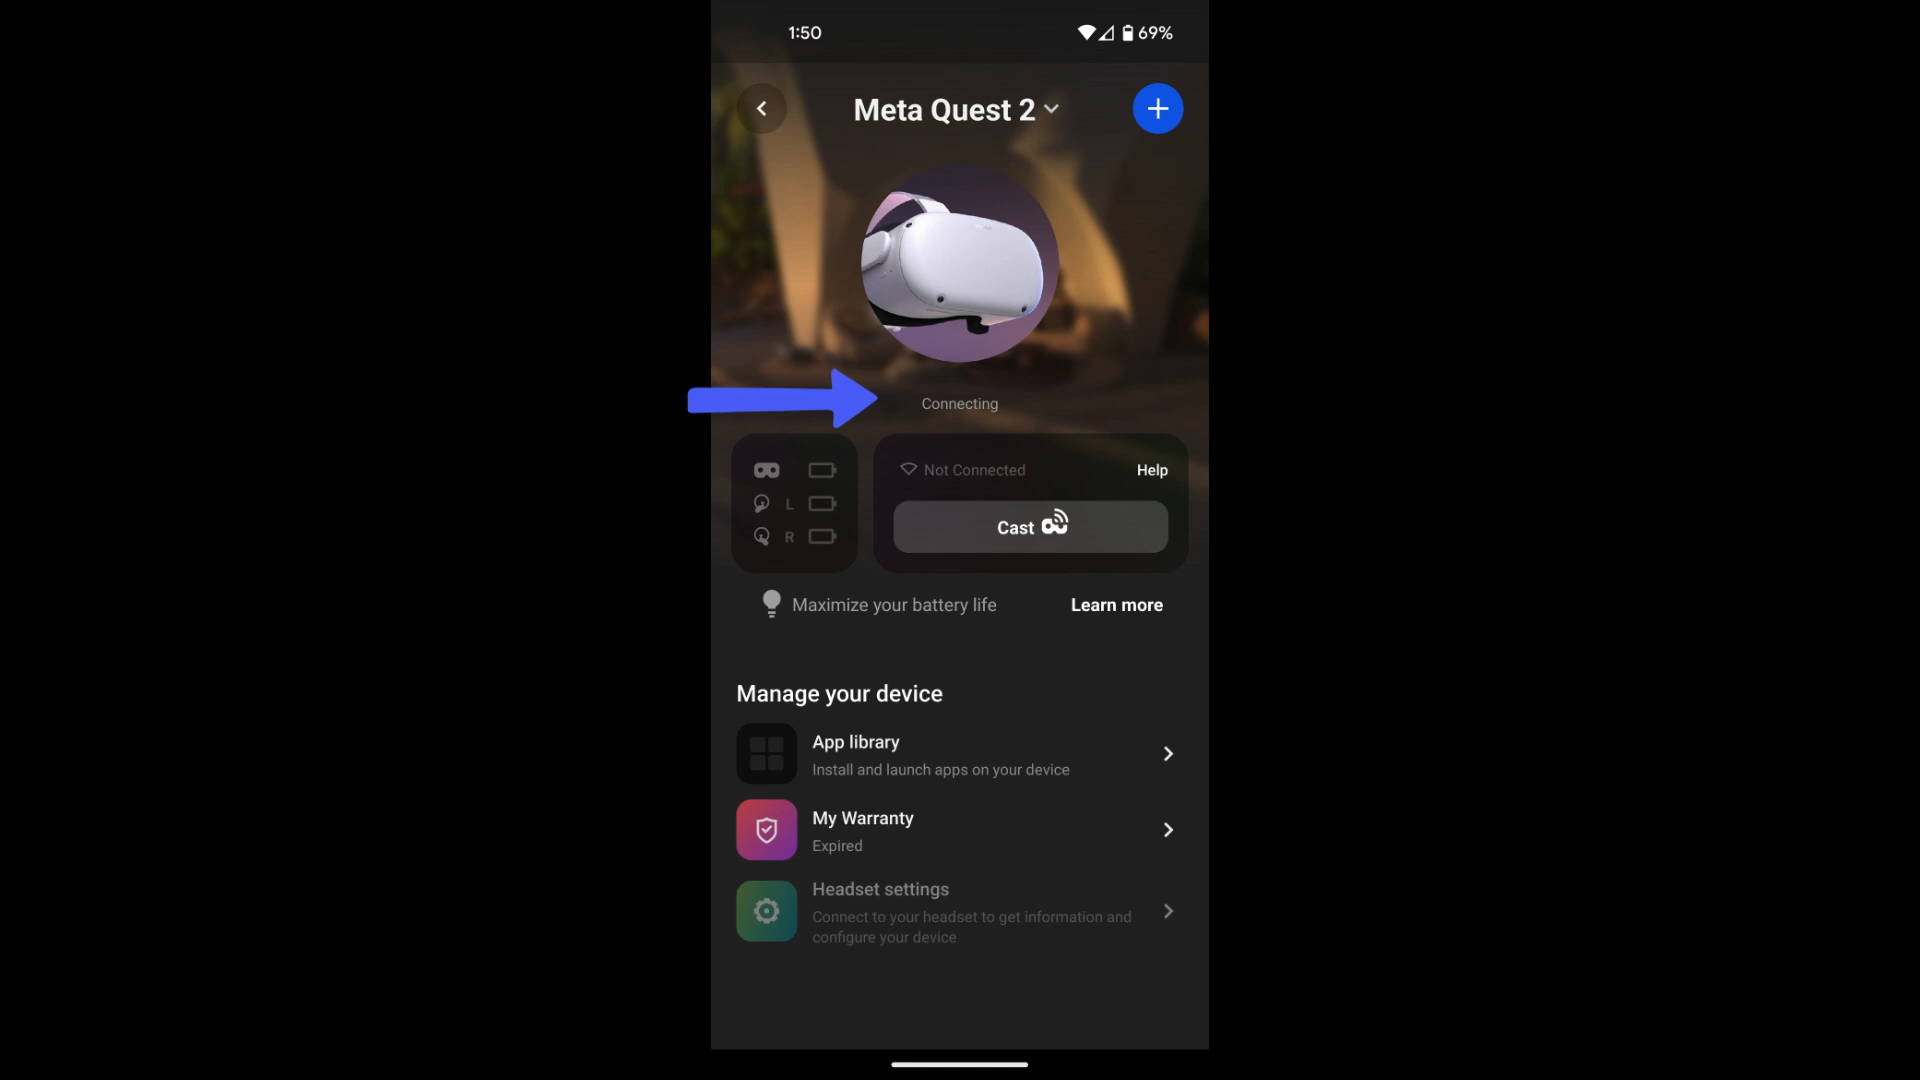 1:50
69%
Meta Quest 2
Connecting
Not Connected
Help
L
R
Cast
Maximize your battery life
Learn more
Manage your device
App library
Install and launch apps on your device
My Warranty
Expired
Headset settings
Connect to your headset to get information and
configure your device